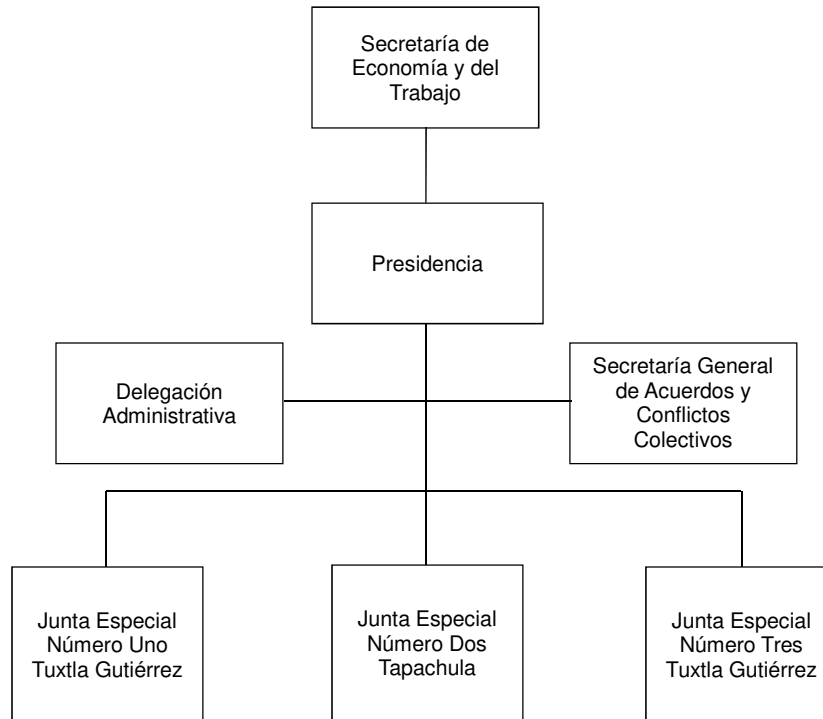 Secretaría de
Economía y del
Trabajo
Presidencia
Delegación
Administrativa
Secretaría General
de Acuerdos y
Conflictos
Colectivos
Junta Especial
Número Uno
Tuxtla Gutiérrez
Junta Especial
Número Dos
Tapachula
Junta Especial
Número Tres
Tuxtla Gutiérrez